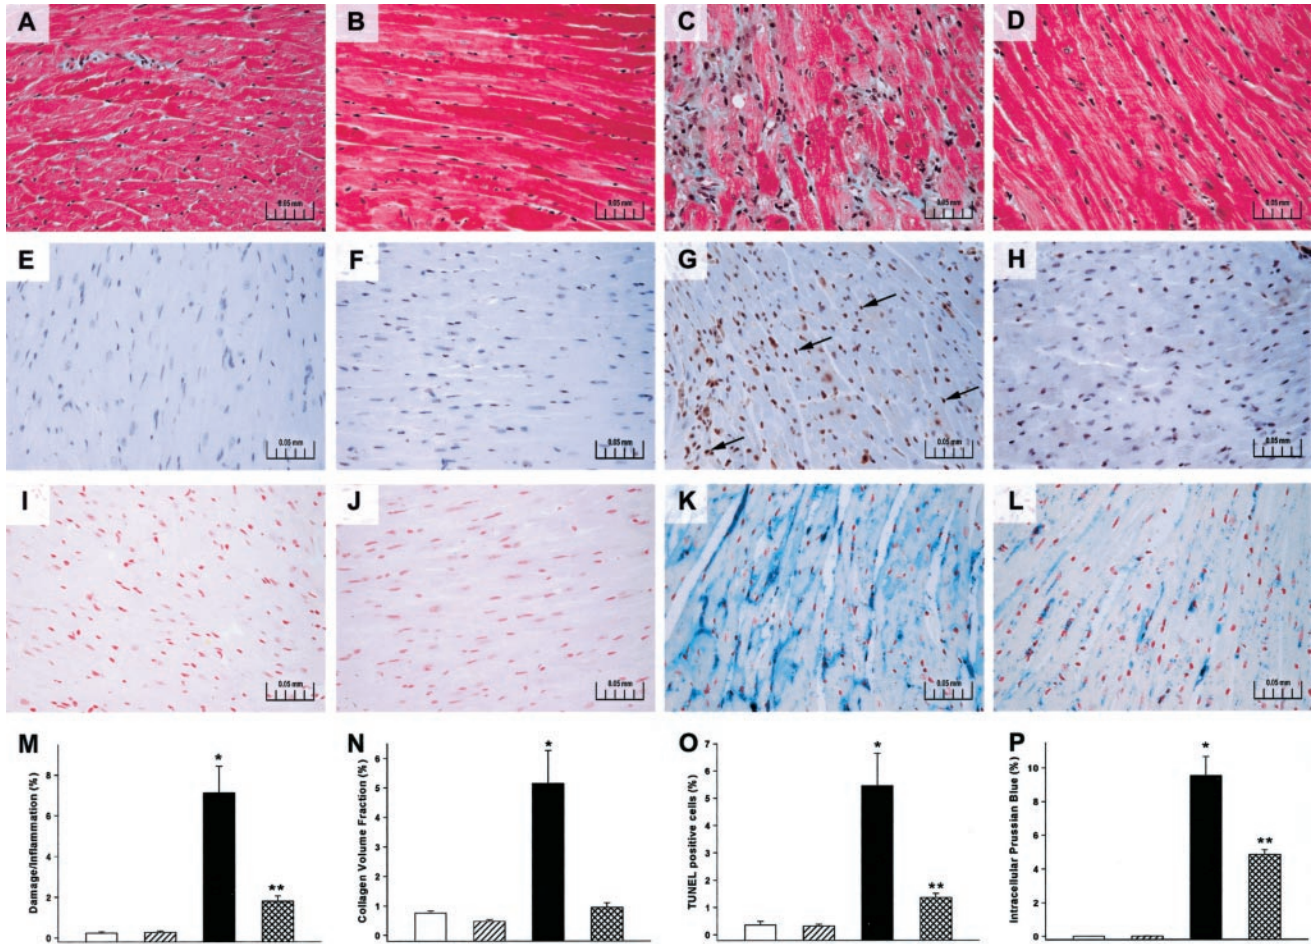 A
B
C
D
0.05 mm
0.05 mm
0.05 mm
0.05 mm
E
F
G
H
0.05 mm
0.05 mm
0.05 mm
0.05 mm
I
J
K
L
0.05 mm
0.05 mm
0.05 mm
0.05 mm
M
N
O
P
Damage/Inflammation (%)
8
6
4
2
0
*
**
Collagen Volume Fraction (%)
6
5
4
3
2
1
0
*
TUNEL positive cells (%)
7
6
5
4
3
2
1
0
*
**
Intracellular Prussian Blue (%)
10
8
6
4
2
0
*
**